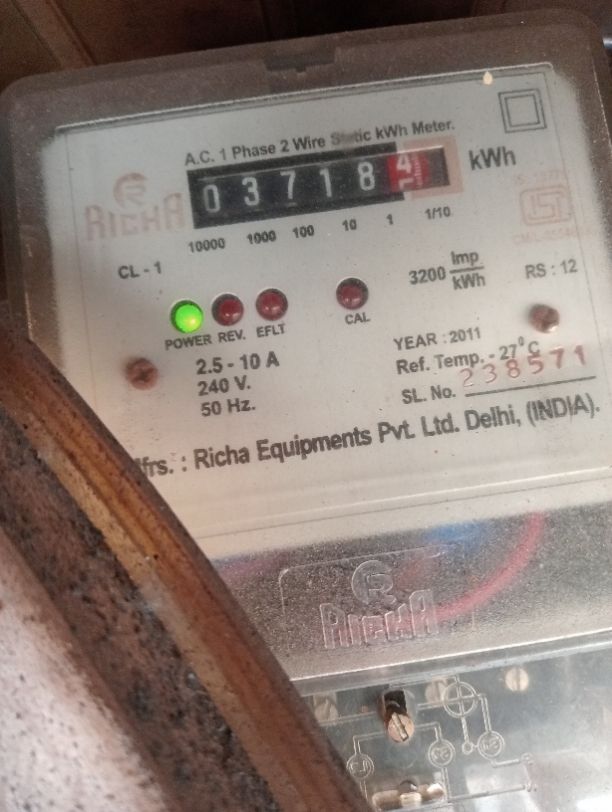 A.C. 1 Phase 2 Wire Static kWh Meter.
0 3 7 1 8 4 kWh
RICHA
10000 1000 100 10 1 1/10
CL - 1
3200 Imp/kWh
RS : 12
POWER REV. EFLT CAL
2.5 - 10 A
240 V.
50 Hz.
YEAR : 2011
Ref. Temp. - 27°C
SL. No. 238571
Mfrs. : Richa Equipments Pvt. Ltd. Delhi, (INDIA).
RICHA